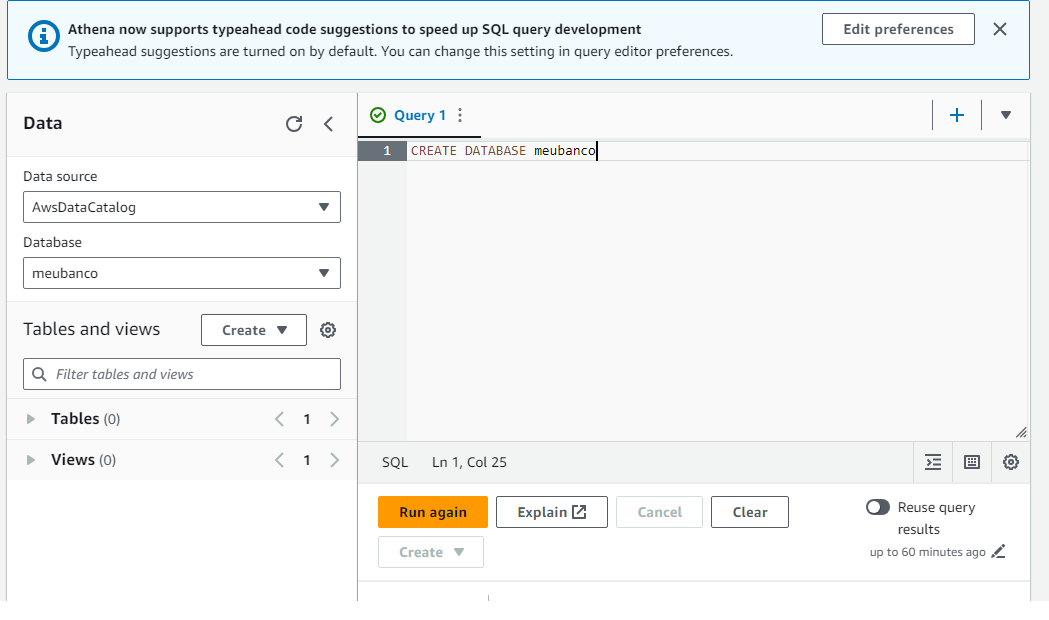 Athena now supports typeahead code suggestions to speed up SQL query development
Typeahead suggestions are turned on by default. You can change this setting in query editor preferences.
Edit preferences
Data
Data source
AwsDataCatalog
Database
meubanco
Tables and views
Create
Filter tables and views
Tables (0)
1
Views (0)
1
Query 1
1
CREATE DATABASE meubanco
SQL
Ln 1, Col 25
Run again
Explain
Cancel
Clear
Create
Reuse query
results
up to 60 minutes ago